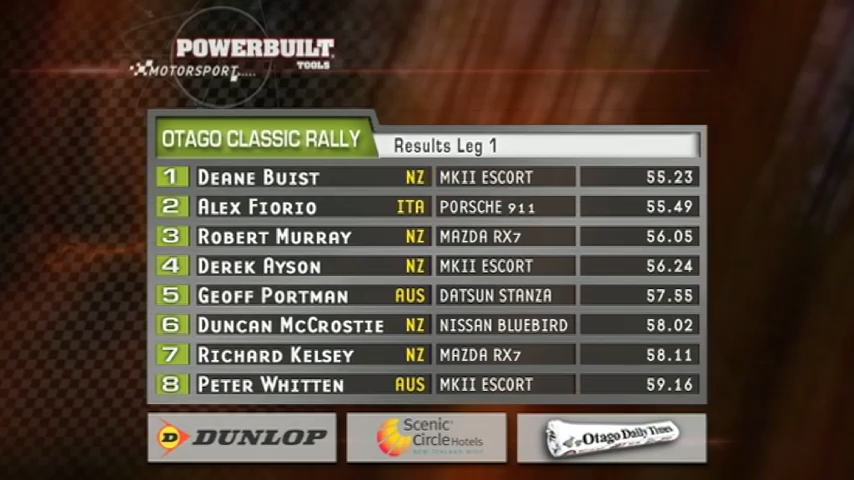 POWERBUILT
TOOLS
MOTORSPORT.....
OTAGO CLASSIC RALLY Results Leg 1
1 DEANE BUIST NZ MKII ESCORT 55.23
2 ALEX FIORIO ITA PORSCHE 911 55.49
3 ROBERT MURRAY NZ MAZDA RX7 56.05
4 DEREK AYSON NZ MKII ESCORT 56.24
5 GEOFF PORTMAN AUS DATSUN STANZA 57.55
6 DUNCAN MCCROSTIE NZ NISSAN BLUEBIRD 58.02
7 RICHARD KELSEY NZ MAZDA RX7 58.11
8 PETER WHITTEN AUS MKII ESCORT 59.16
D DUNLOP
Scenic
Circle Hotels
NEW ZEALAND WIDE
Otago Daily Times